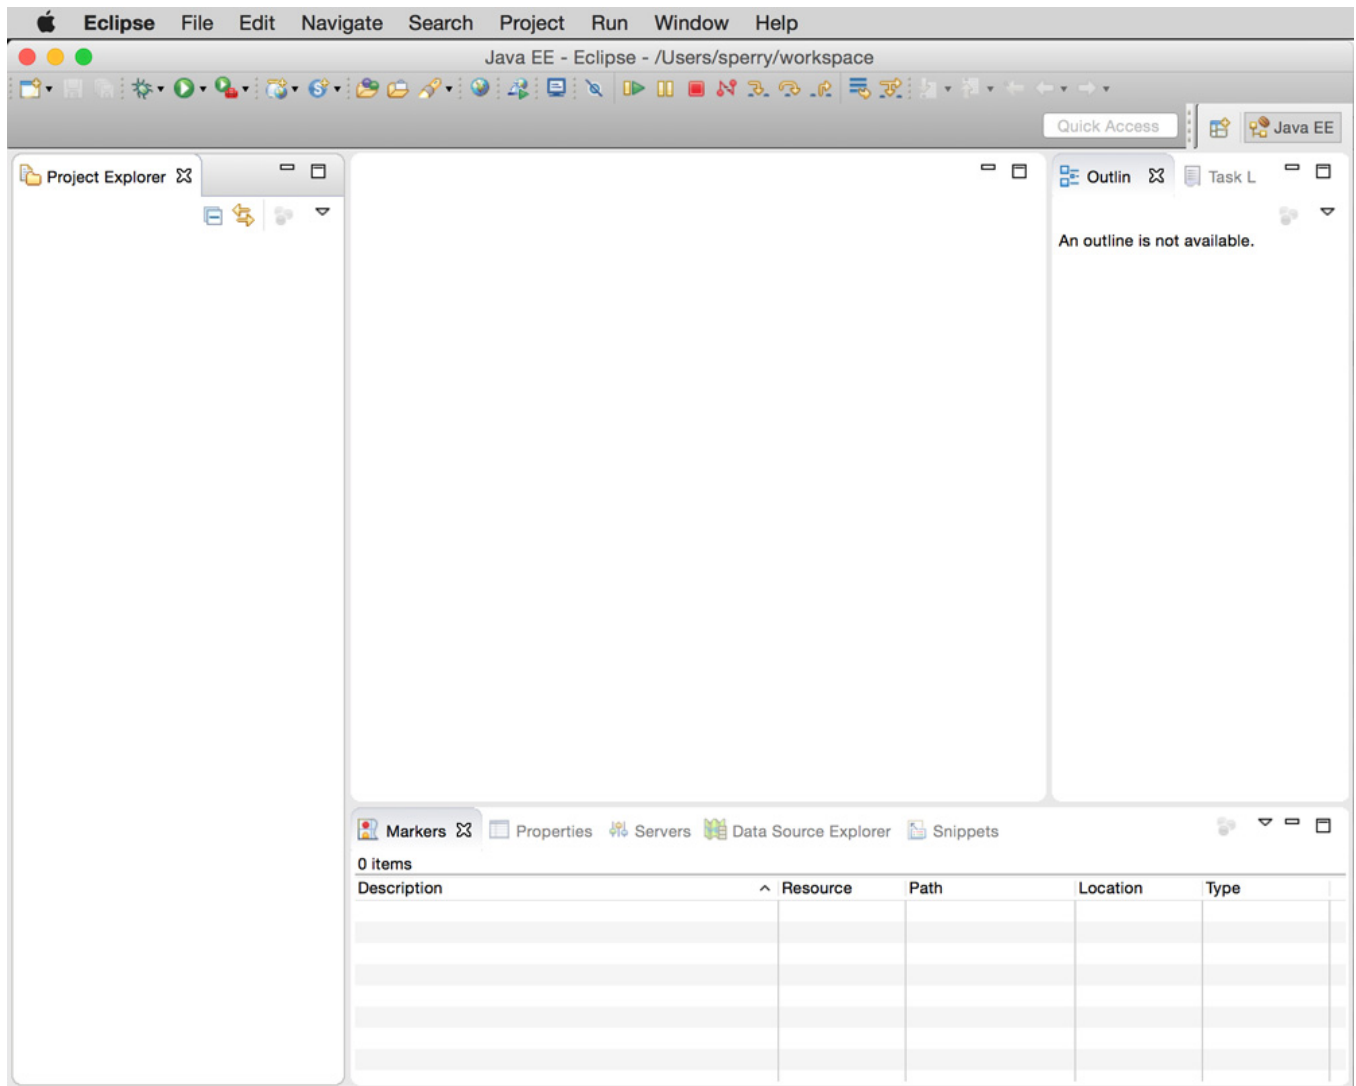 Eclipse File Edit Navigate Search Project Run Window Help
Java EE - Eclipse - /Users/sperry/workspace
Quick Access
Java EE
Project Explorer
Outlin Task L
An outline is not available.
Markers Properties Servers Data Source Explorer Snippets
0 items
Description Resource Path Location Type